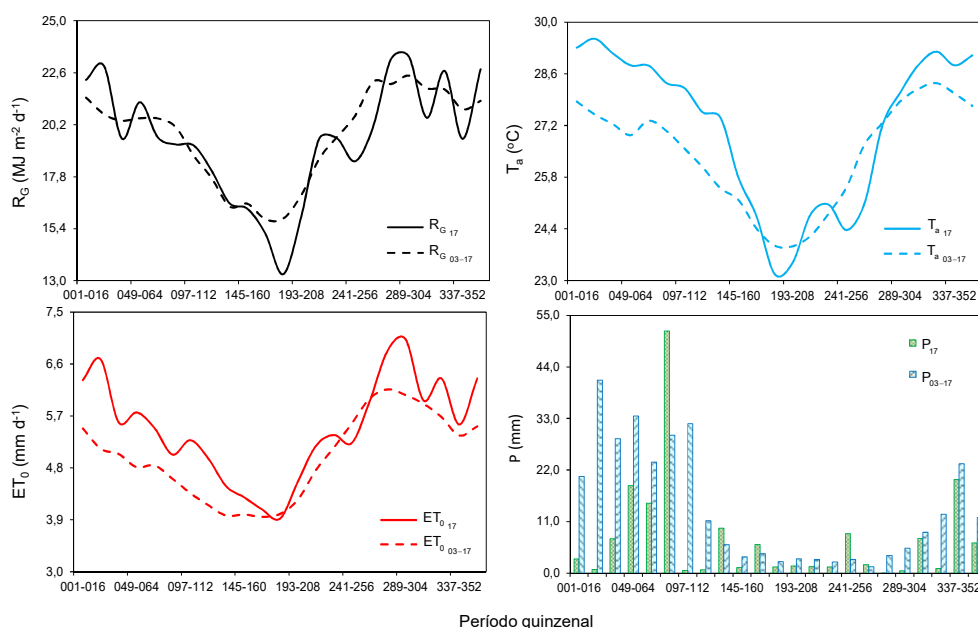 25,0
22,6
20,2
17,8
15,4
13,0
R_G (MJ m⁻² d⁻¹)
R_G 17
R_G 03–17
001-016 049-064 097-112 145-160 193-208 241-256 289-304 337-352
30,0
28,6
27,2
25,8
24,4
23,0
T_a (°C)
T_a 17
T_a 03–17
001-016 049-064 097-112 145-160 193-208 241-256 289-304 337-352
7,5
6,6
5,7
4,8
3,9
3,0
ET₀ (mm d⁻¹)
ET₀ 17
ET₀ 03–17
001-016 049-064 097-112 145-160 193-208 241-256 289-304 337-352
55,0
44,0
33,0
22,0
11,0
0,0
P (mm)
P₁₇
P₀₃₋₁₇
001-016 049-064 097-112 145-160 193-208 241-256 289-304 337-352
Período quinzenal